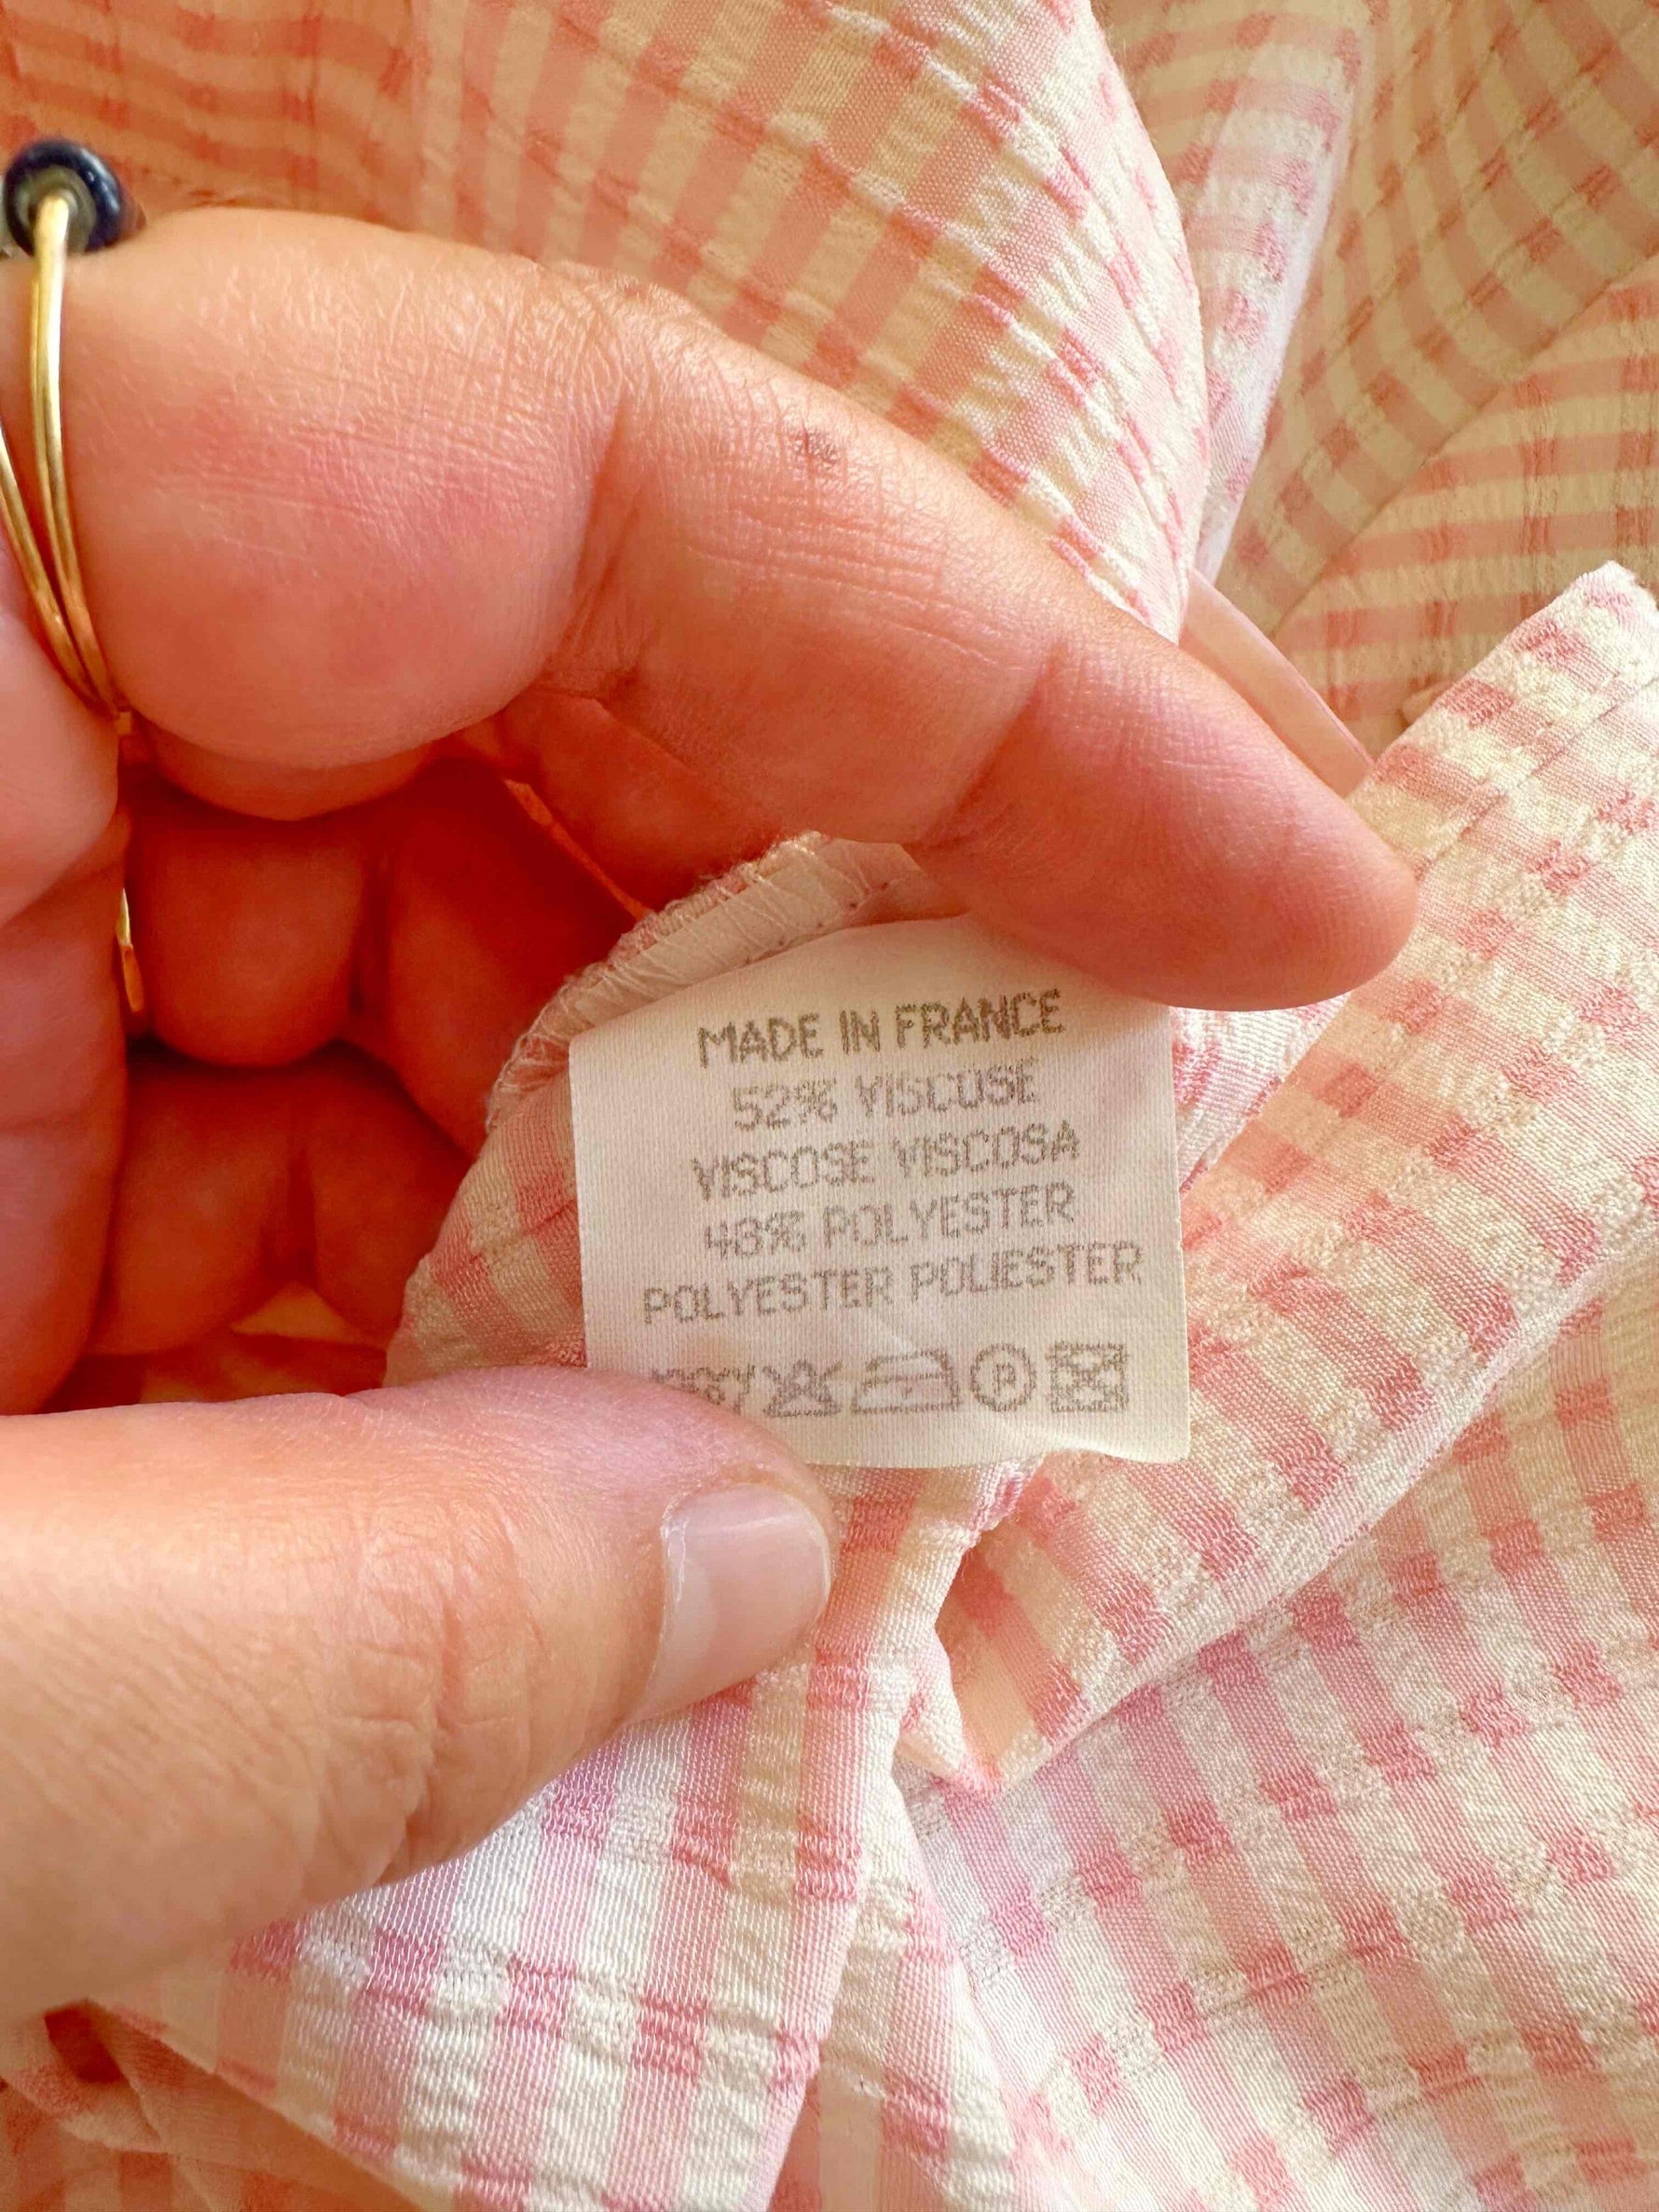 MADE IN FRANCE
52% VISCOSE
VISCOSE VISCOSA
48% POLYESTER
POLYESTER POLIESTER
P